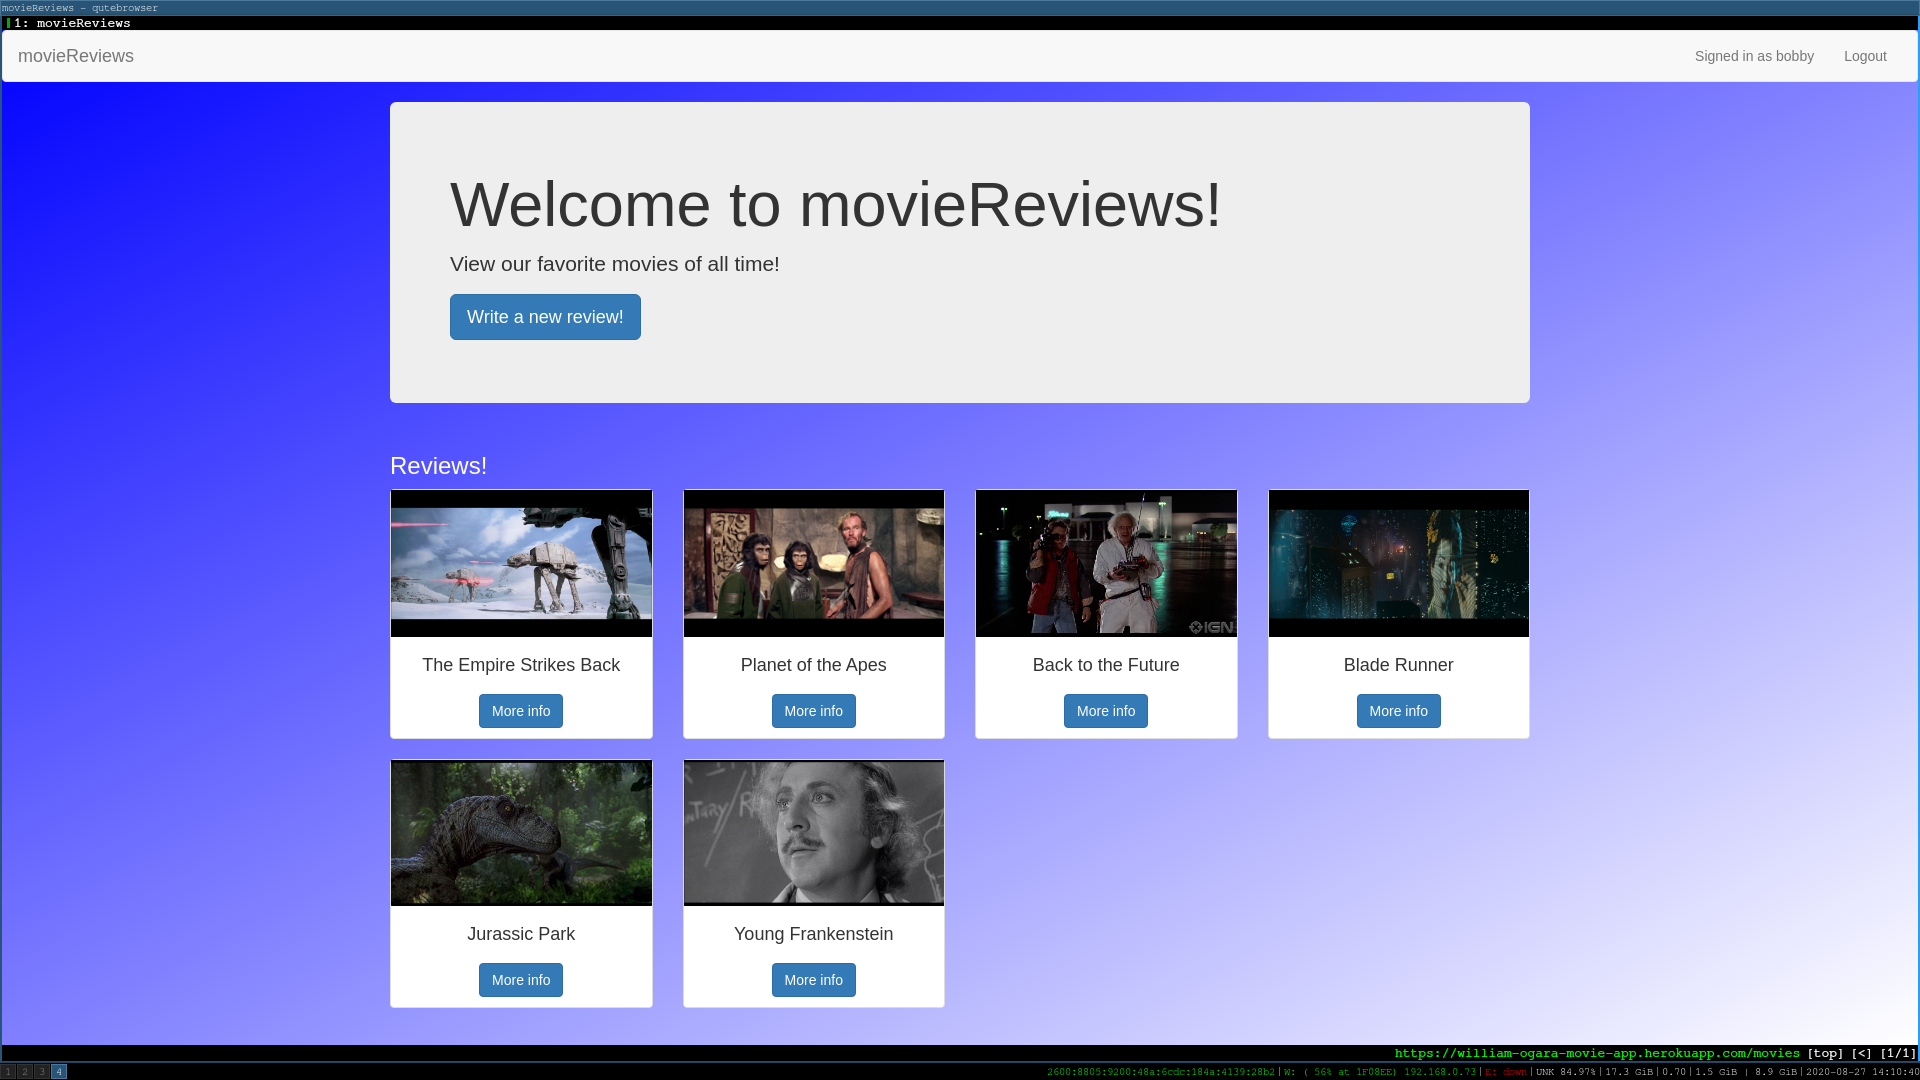 movieReviews - qutebrowser
1: movieReviews
movieReviews
Signed in as bobby
Logout
Welcome to movieReviews!
View our favorite movies of all time!
Write a new review!
Reviews!
IGN
The Empire Strikes Back
Planet of the Apes
Back to the Future
Blade Runner
More info
More info
More info
More info
Jurassic Park
Young Frankenstein
More info
More info
https://william-ogara-movie-app.herokuapp.com/movies [top] [<] [1/1]
1 2 3 4
2600:8805:9200:48a:6cdc:184a:4139:28b2|W: ( 56% at 1F08EE) 192.168.0.73|E: down|UNK 84.97%|17.3 GiB|0.70|1.5 GiB | 8.9 GiB|2020-08-27 14:10:40